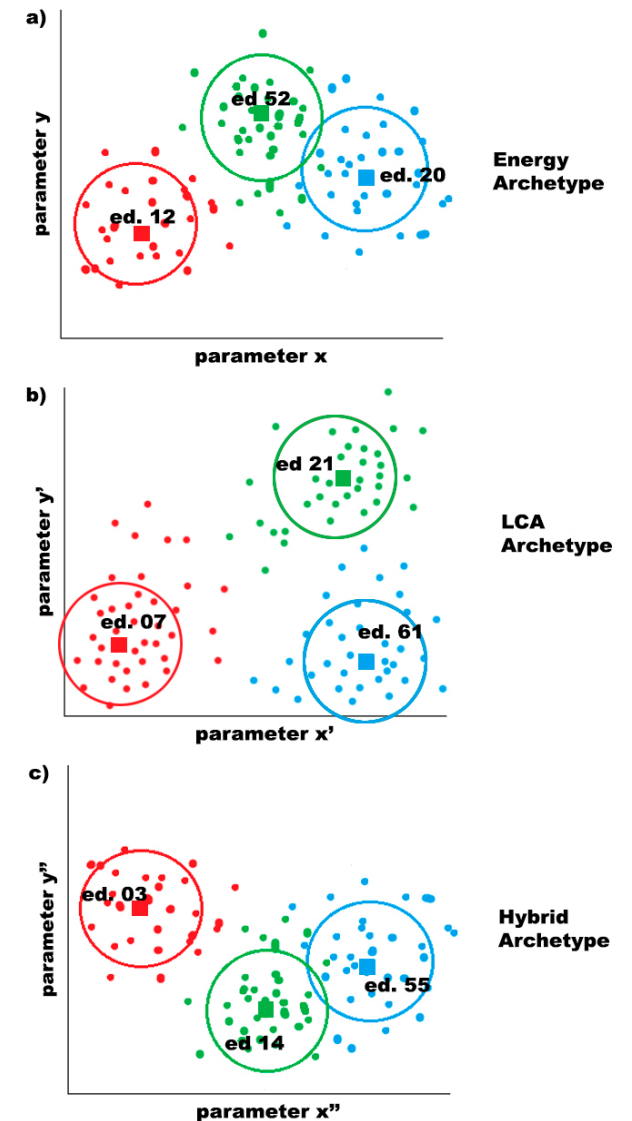 a)
ed 52
ed. 20
ed. 12
parameter y
parameter x
Energy
Archetype
b)
ed 21
ed. 07
ed. 61
parameter y’
parameter x’
LCA
Archetype
c)
ed. 03
ed. 55
ed 14
parameter y”
parameter x”
Hybrid
Archetype